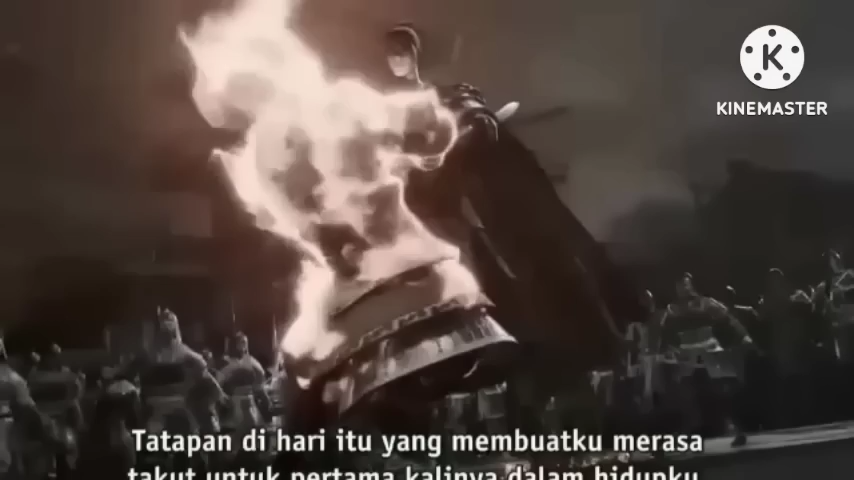 K
KINEMASTER
Tatapan di hari itu yang membuatku merasa
takut untuk pertama kalinya dalam hidupku.